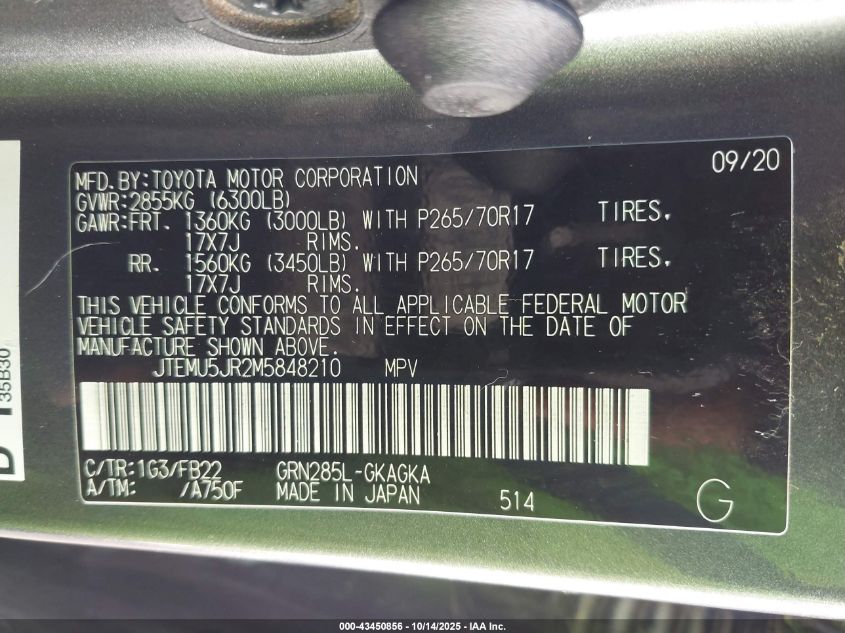 09/20
MFD.BY:TOYOTA MOTOR CORPORATION
GVWR:2855KG (6300LB)
GAWR:FRT. 1360KG (3000LB) WITH P265/70R17 TIRES.
17X7J RIMS.
RR. 1560KG (3450LB) WITH P265/70R17 TIRES.
17X7J RIMS.
THIS VEHICLE CONFORMS TO ALL APPLICABLE FEDERAL MOTOR
VEHICLE SAFETY STANDARDS IN EFFECT ON THE DATE OF
MANUFACTURE SHOWN ABOVE.
JTEMU5JR2M5848210 MPV
C/TR:1G3/FB22 GRN285L-GKAGKA
A/TM: /A750F MADE IN JAPAN 514 G
35B30
000-43450856 - 10/14/2025 - IAA Inc.